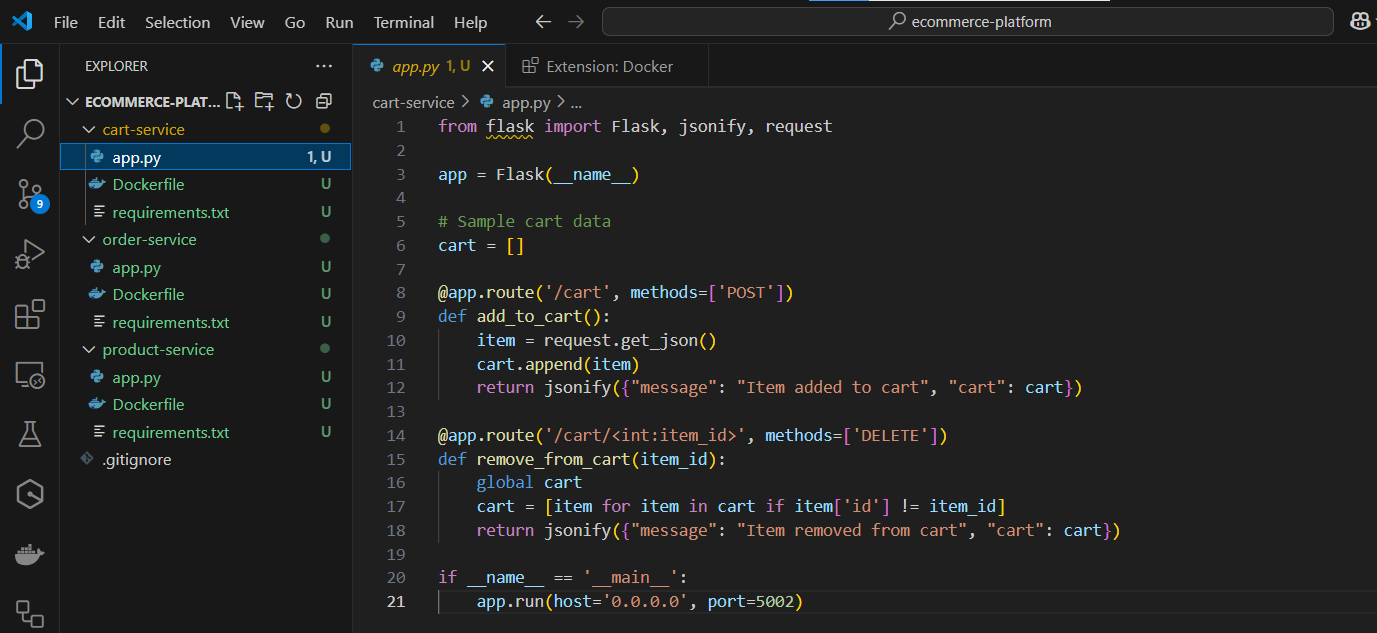 File Edit Selection View Go Run Terminal Help
ecommerce-platform
EXPLORER
ECOMMERCE-PLAT...
cart-service
app.py 1, U
Dockerfile U
requirements.txt U
order-service
app.py U
Dockerfile U
requirements.txt U
product-service
app.py U
Dockerfile U
requirements.txt U
.gitignore
9
app.py 1, U
Extension: Docker
cart-service > app.py > ...
1 from flask import Flask, jsonify, request
2
3 app = Flask(__name__)
4
5 # Sample cart data
6 cart = []
7
8 @app.route('/cart', methods=['POST'])
9 def add_to_cart():
10     item = request.get_json()
11     cart.append(item)
12     return jsonify({"message": "Item added to cart", "cart": cart})
13
14 @app.route('/cart/<int:item_id>', methods=['DELETE'])
15 def remove_from_cart(item_id):
16     global cart
17     cart = [item for item in cart if item['id'] != item_id]
18     return jsonify({"message": "Item removed from cart", "cart": cart})
19
20 if __name__ == '__main__':
21     app.run(host='0.0.0.0', port=5002)